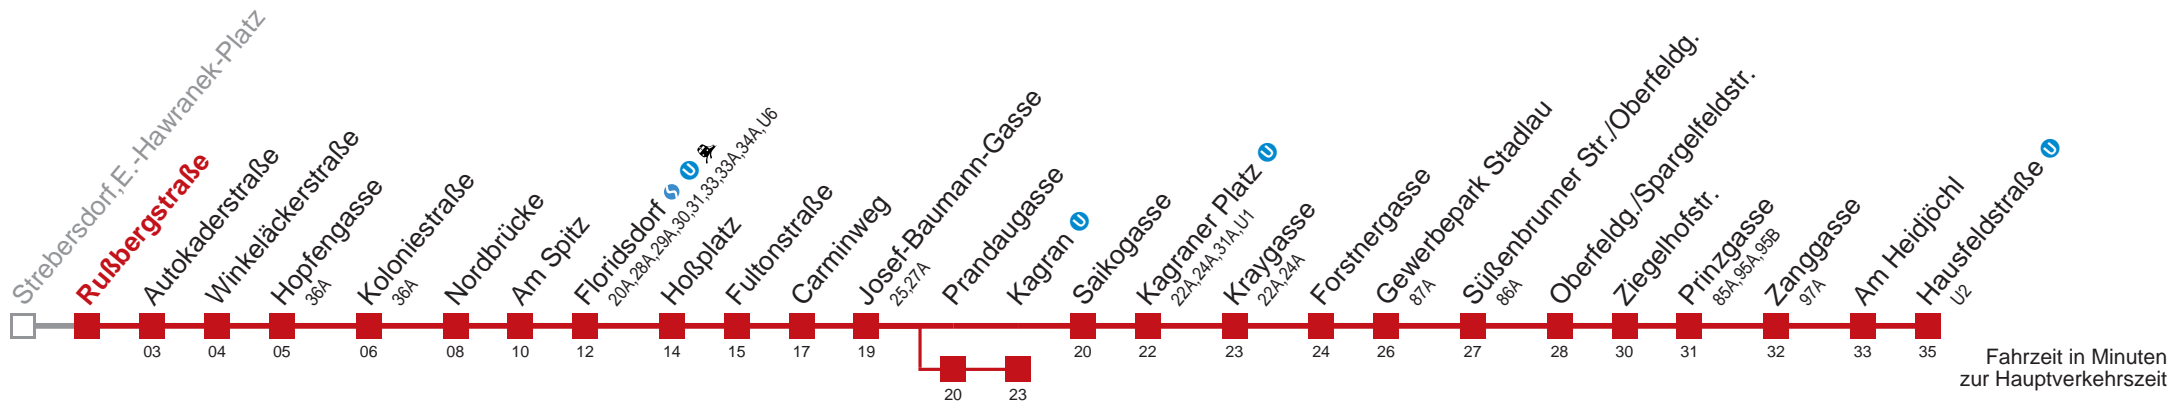 Strebersdorf,E.-Hawranek-Platz
Rußbergstraße
Autokaderstraße
Winkeläckerstraße
Hopfengasse
36A
Koloniestraße
36A
Nordbrücke
Am Spitz
Floridsdorf U
20A,28A,29A,30,31,33,33A,34A,U6
Hoßplatz
Fultonstraße
Carminweg
Josef-Baumann-Gasse
25,27A
Prandaugasse
Kagran U
Saikogasse
Kagraner Platz U
22A,24A,31A,U1
Kraygasse
22A,24A
Forstnergasse
Gewerbepark Stadlau
87A
Süßenbrunner Str./Oberfeldg.
86A
Oberfeldg./Spargelfeldstr.
Ziegelhofstr.
Prinzgasse
85A,95A,95B
Zanggasse
97A
Am Heidjöchl
Hausfeldstraße U
U2
03 04 05 06 08 10 12 14 15 17 19 20 22 23 24 26 27 28 30 31 32 33 35
20 23
Fahrzeit in Minuten
zur Hauptverkehrszeit